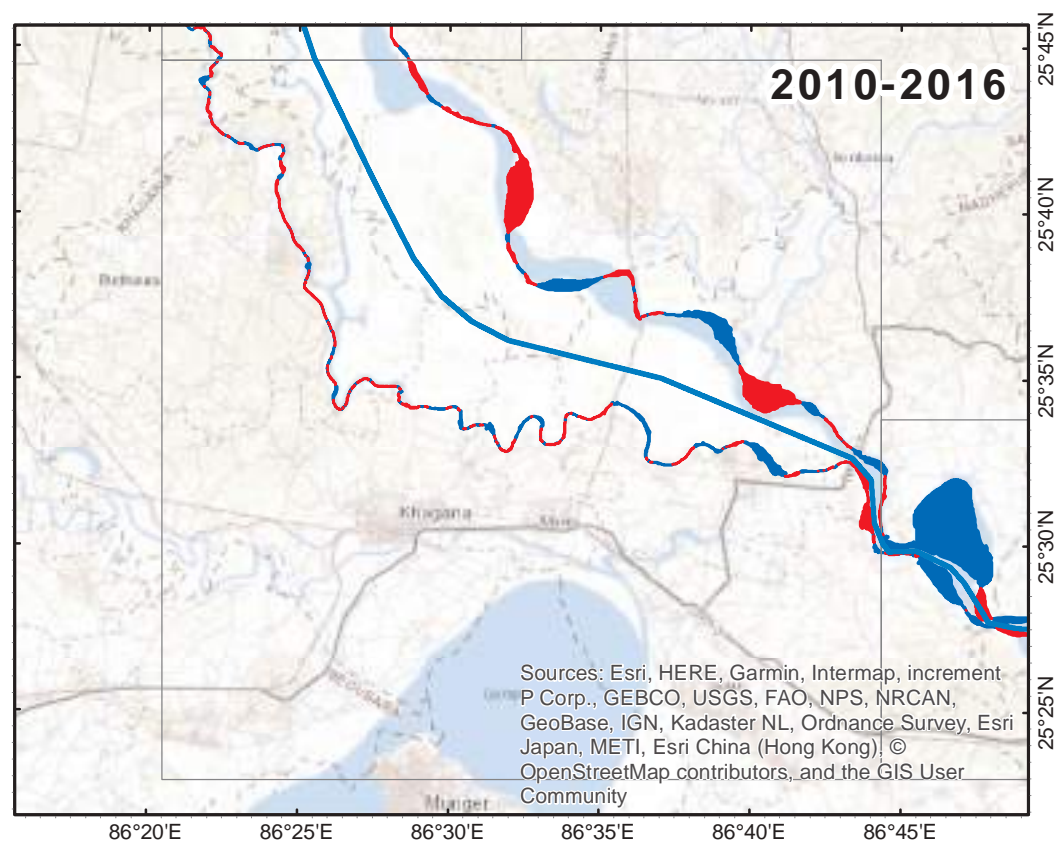 2010-2016
25°45'N
25°40'N
25°35'N
25°30'N
25°25'N
Munger
Sources: Esri, HERE, Garmin, Intermap, increment
P Corp., GEBCO, USGS, FAO, NPS, NRCAN,
GeoBase, IGN, Kadaster NL, Ordnance Survey, Esri
Japan, METI, Esri China (Hong Kong), ©
OpenStreetMap contributors, and the GIS User
Community
86°20'E 86°25'E 86°30'E 86°35'E 86°40'E 86°45'E